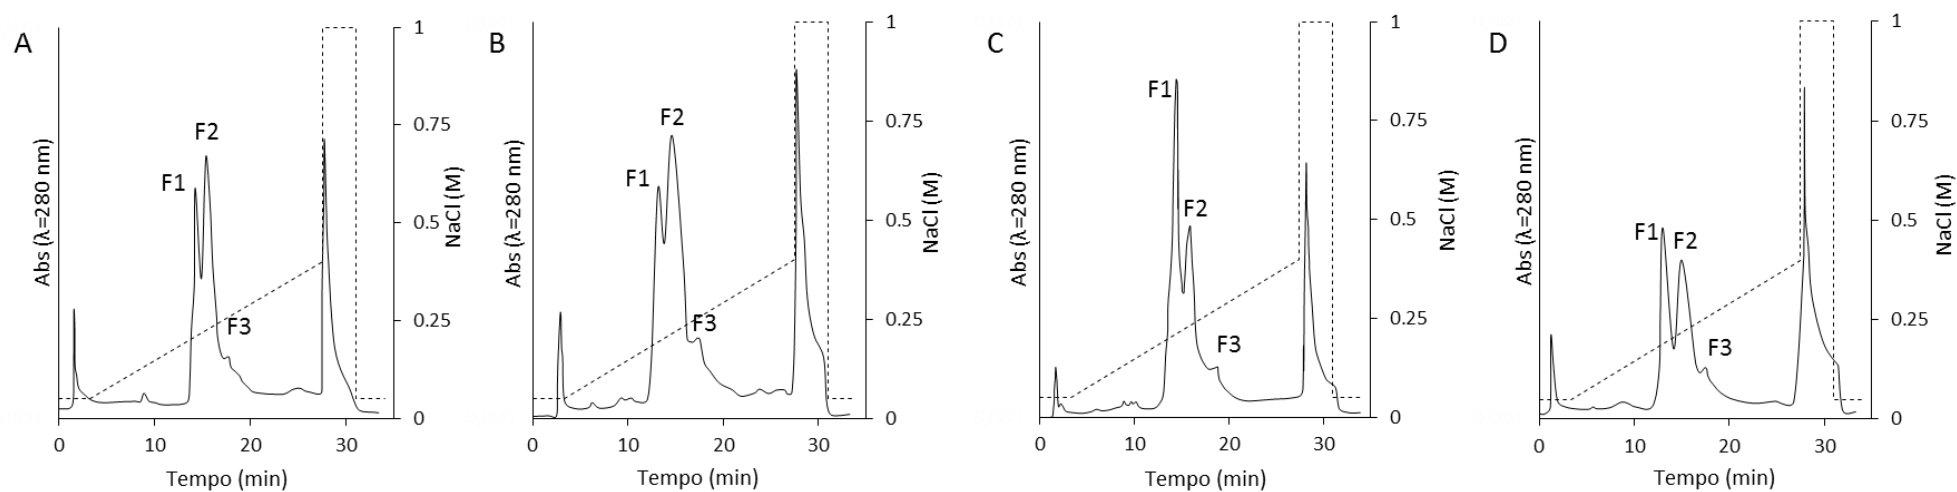 A
Abs (λ=280 nm)
F1
F2
F3
1
0.75
0.5
0.25
0
NaCl (M)
0
10
20
30
Tempo (min)
B
Abs (λ=280 nm)
F1
F2
F3
1
0.75
0.5
0.25
0
NaCl (M)
0
10
20
30
Tempo (min)
C
Abs (λ=280 nm)
F1
F2
F3
1
0.75
0.5
0.25
0
NaCl (M)
0
10
20
30
Tempo (min)
D
Abs (λ=280 nm)
F1
F2
F3
1
0.75
0.5
0.25
0
NaCl (M)
0
10
20
30
Tempo (min)